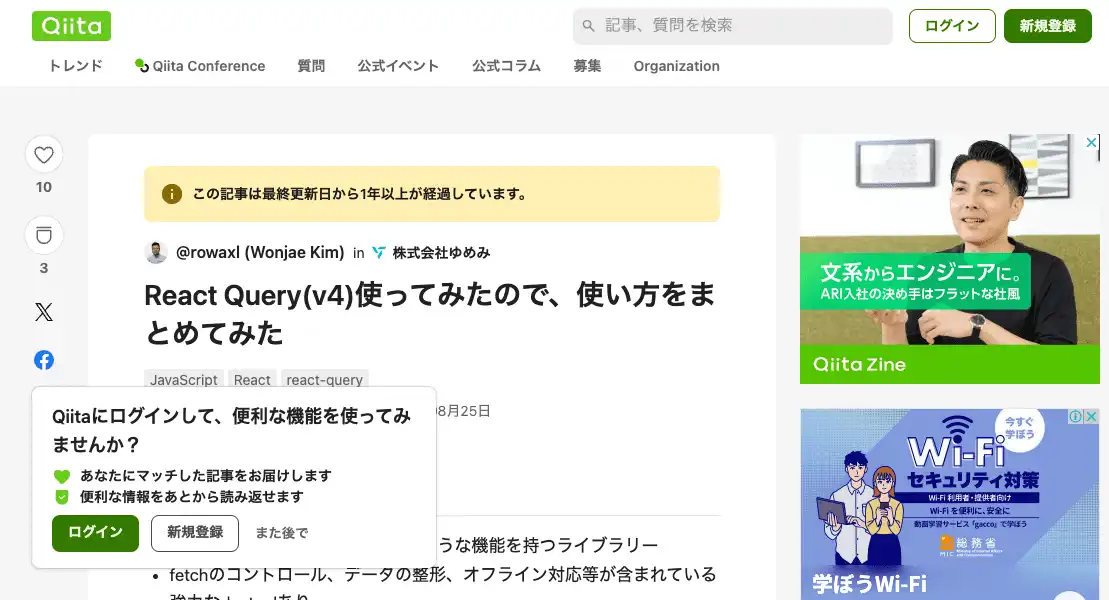 Qiita
記事、質問を検索
ログイン
新規登録
トレンド
Qiita Conference
質問
公式イベント
公式コラム
募集
Organization
10
3
この記事は最終更新日から1年以上が経過しています。
@rowaxl (Wonjae Kim) in 株式会社ゆめみ
React Query(v4)使ってみたので、使い方をま
とめてみた
JavaScript React react-query
08月25日
うな機能を持つライブラリー
fetchのコントロール、データの整形、オフライン対応等が含まれている
Qiitaにログインして、便利な機能を使ってみ
ませんか？
あなたにマッチした記事をお届けします
便利な情報をあとから読み返せます
ログイン
新規登録
また後で
文系からエンジニアに。
ARI入社の決め手はフラットな社風
Qiita Zine
今すぐ
学ぼう
Wi-Fi
セキュリティ対策
Wi-Fi 利用者・提供者向け
Wi-Fi を便利に、安全に
動画学習サービス「gacco」で学ぼう
総務省
MIC
学ぼうWi-Fi